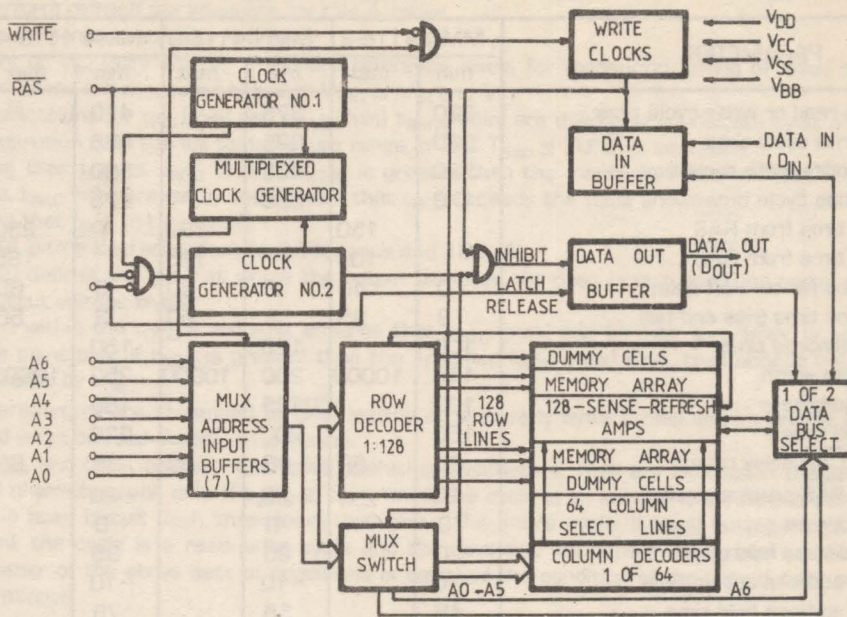 WRITE
RAS
CLOCK
GENERATOR NO.1
MULTIPLEXED
CLOCK GENERATOR
CLOCK
GENERATOR NO.2
WRITE
CLOCKS
VDD
VCC
VSS
VBB
DATA
IN
BUFFER
DATA IN
(DIN)
INHIBIT
LATCH
RELEASE
DATA OUT
BUFFER
DATA OUT
(DOUT)
A6
A5
A4
A3
A2
A1
A0
MUX
ADDRESS
INPUT
BUFFERS
(7)
ROW
DECODER
1:128
128
ROW
LINES
DUMMY CELLS
MEMORY ARRAY
128-SENSE-REFRESH
AMPS
MEMORY ARRAY
DUMMY CELLS
64 COLUMN
SELECT LINES
COLUMN DECODERS
1 OF 64
1 OF 2
DATA
BUS
SELECT
MUX
SWITCH
A0-A5
A6